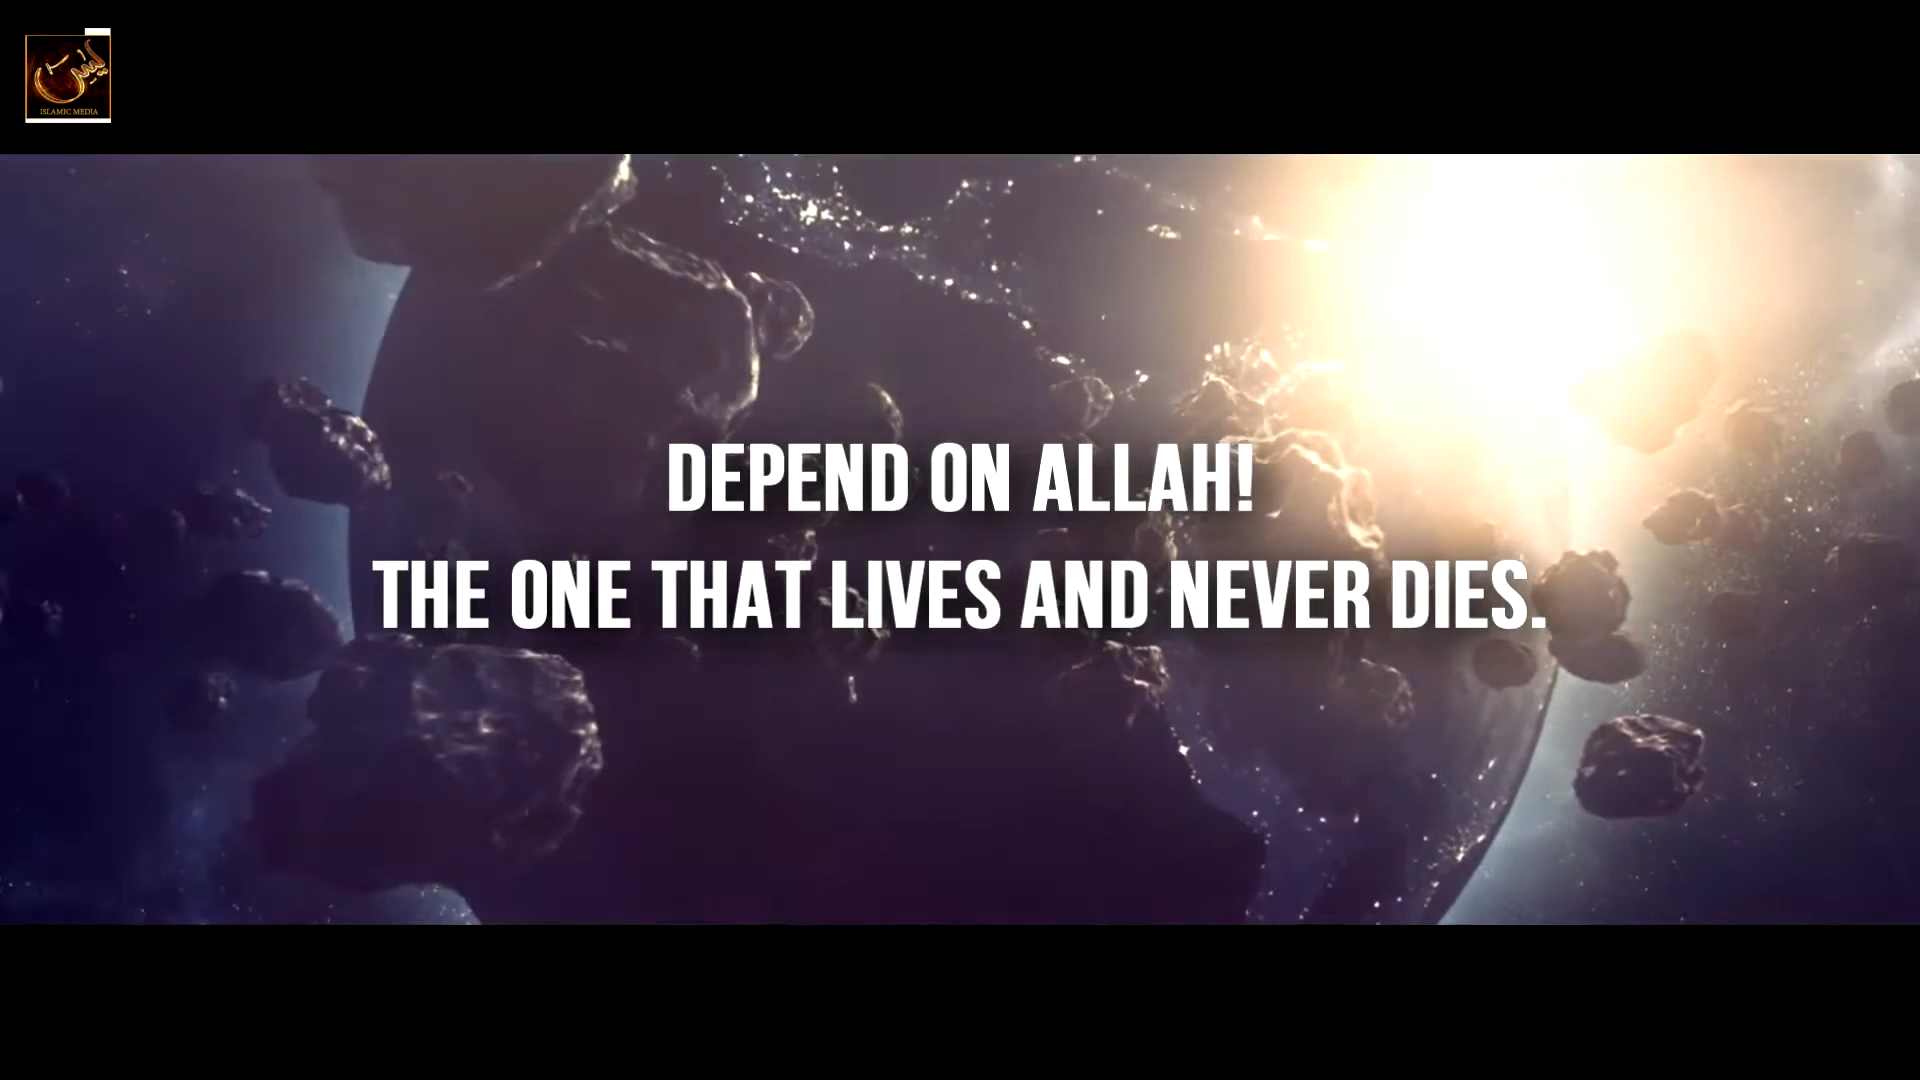 يٰسٓ
ISLAMIC MEDIA
DEPEND ON ALLAH!
THE ONE THAT LIVES AND NEVER DIES.